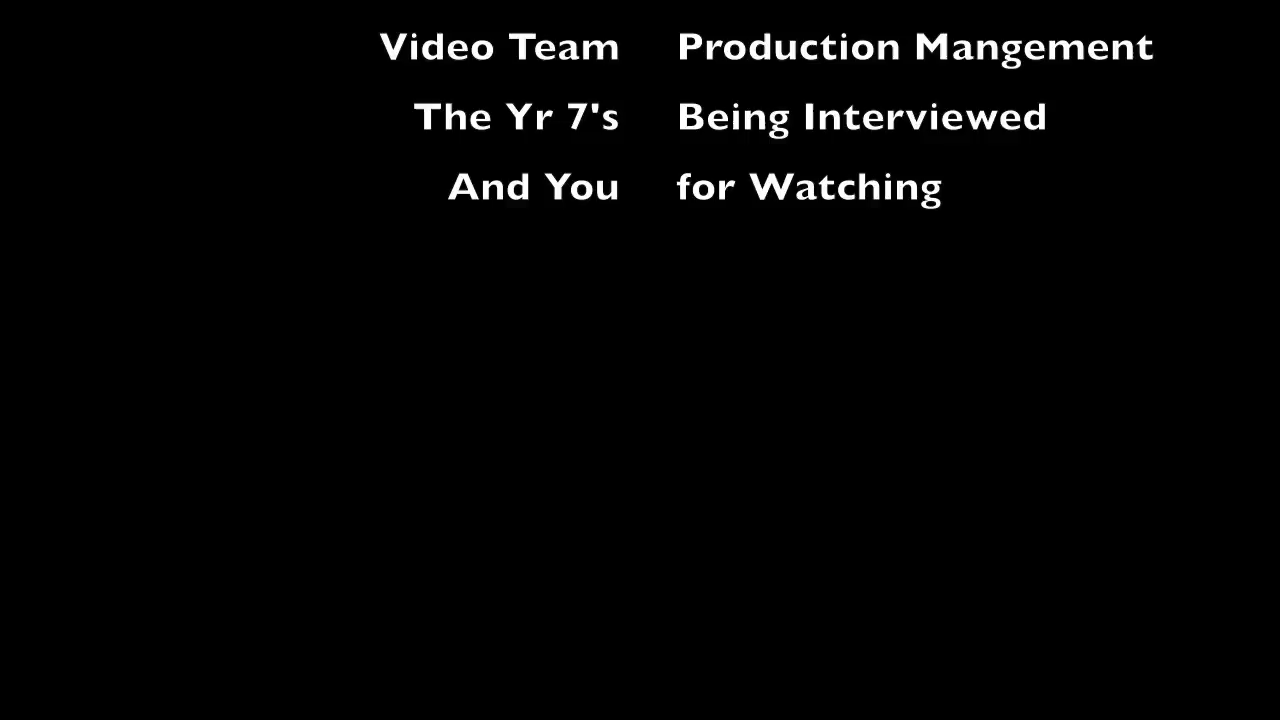 Video Team Production Mangement
The Yr 7's Being Interviewed
And You for Watching